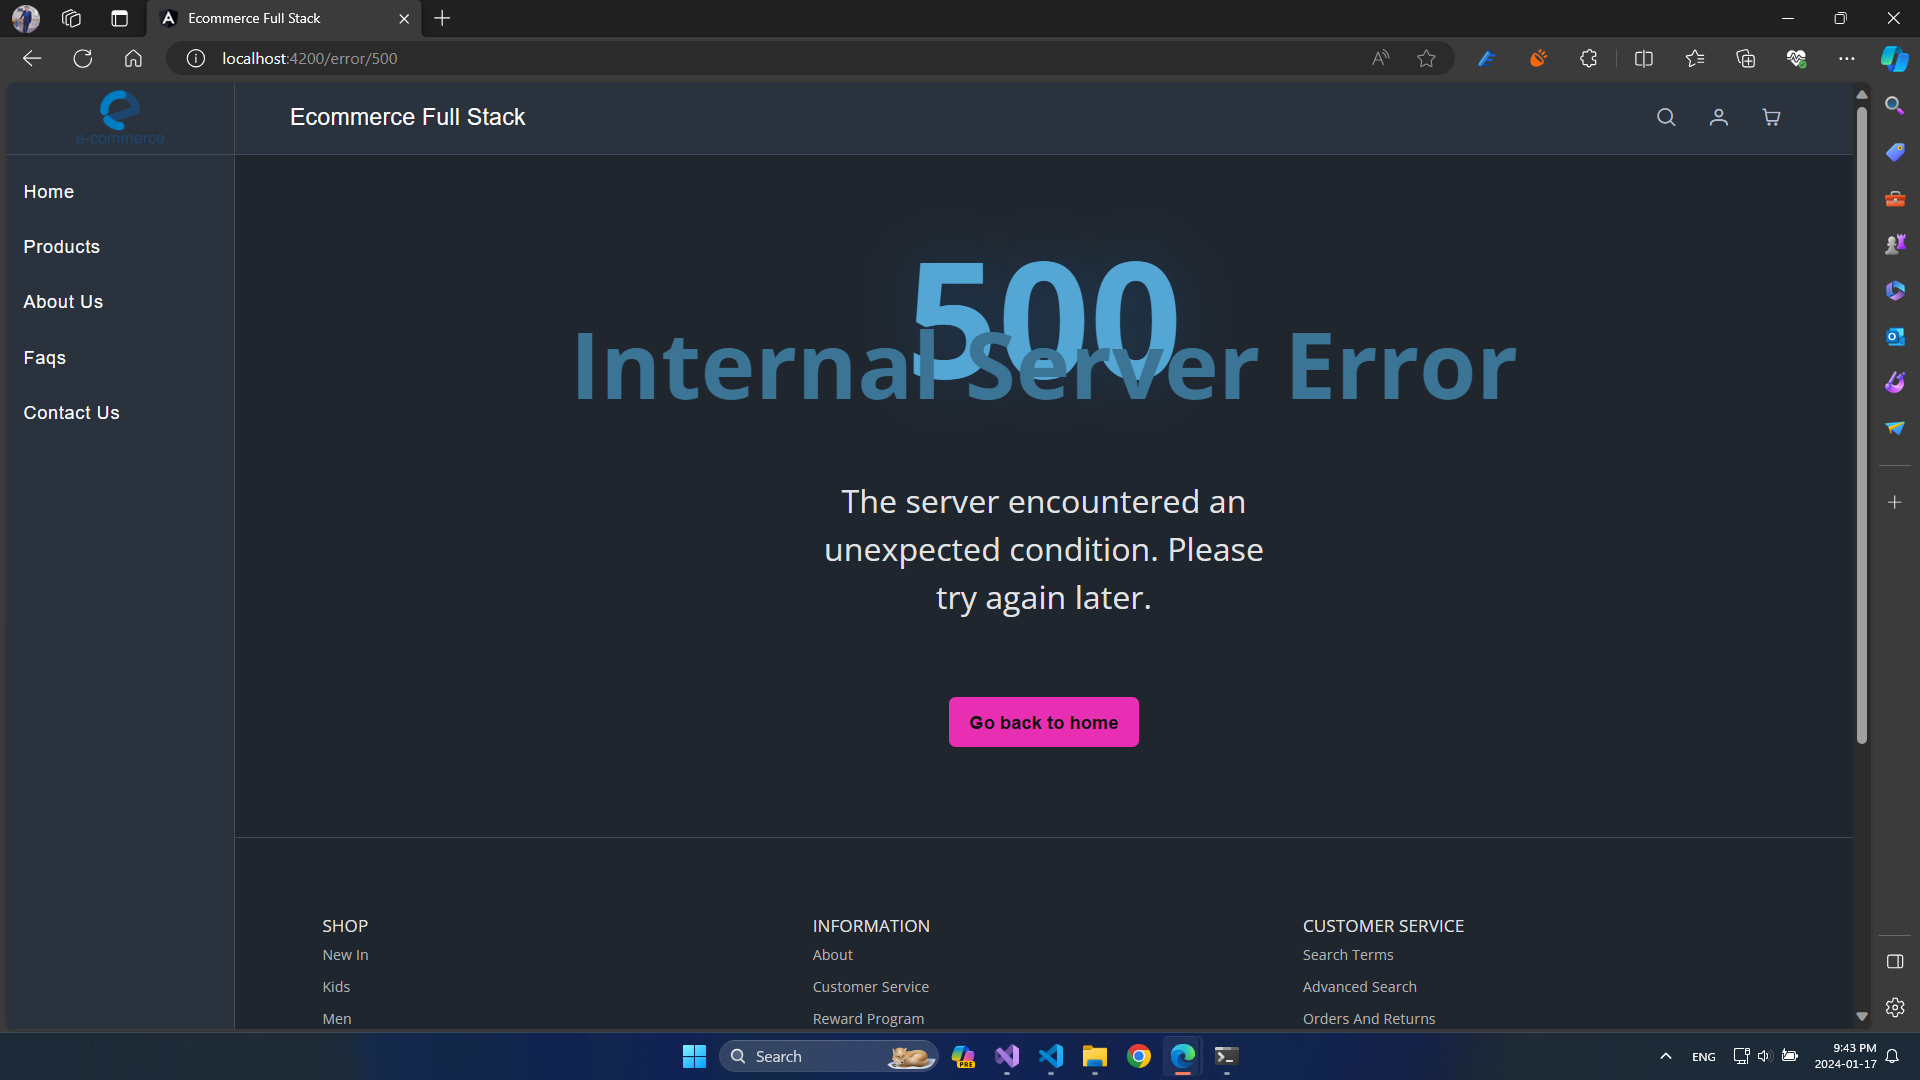 Ecommerce Full Stack
localhost:4200/error/500
e-commerce
Ecommerce Full Stack
Home
Products
About Us
Faqs
Contact Us
500
Internal Server Error
The server encountered an
unexpected condition. Please
try again later.
Go back to home
SHOP
New In
Kids
Men
INFORMATION
About
Customer Service
Reward Program
CUSTOMER SERVICE
Search Terms
Advanced Search
Orders And Returns
Search
PRE
ENG
9:43 PM
2024-01-17